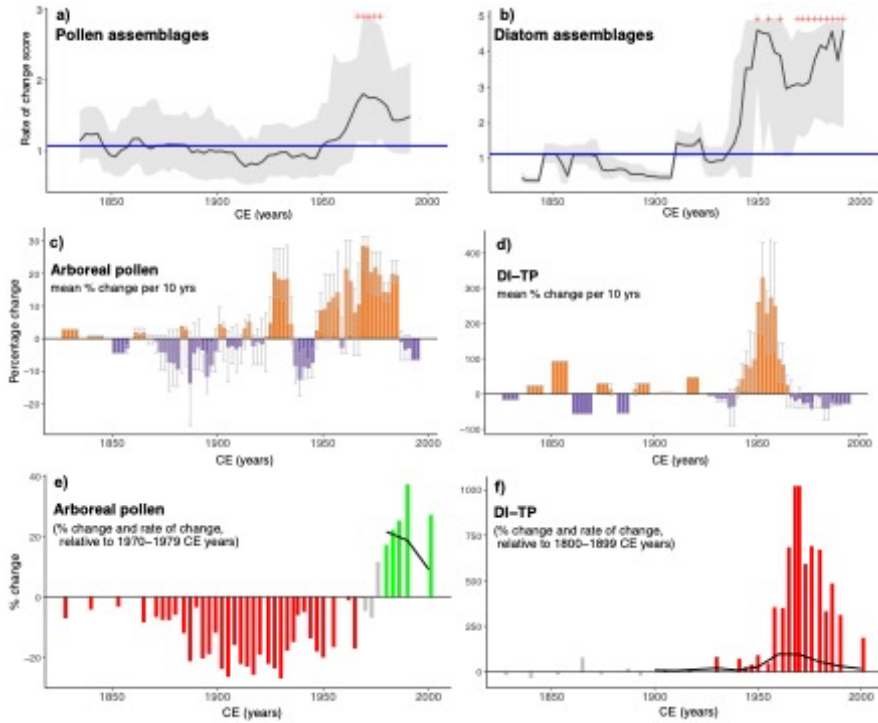 a)
Pollen assemblages
Rate of change score
4
3
2
1
1850
1900
1950
2000
CE (years)
b)
Diatom assemblages
5
4
3
2
1
1850
1900
1950
2000
CE (years)
c)
Arboreal pollen
mean % change per 10 yrs
Percentage change
30
20
10
0
−10
−20
1850
1900
1950
2000
CE (years)
d)
DI−TP
mean % change per 10 yrs
400
300
200
100
0
−100
1850
1900
1950
2000
CE (years)
e)
Arboreal pollen
(% change and rate of change,
relative to 1970−1979 CE years)
% change
40
20
0
−20
1850
1900
1950
2000
CE (years)
f)
DI−TP
(% change and rate of change,
relative to 1800−1899 CE years)
1000
750
500
250
0
1850
1900
1950
2000
CE (years)